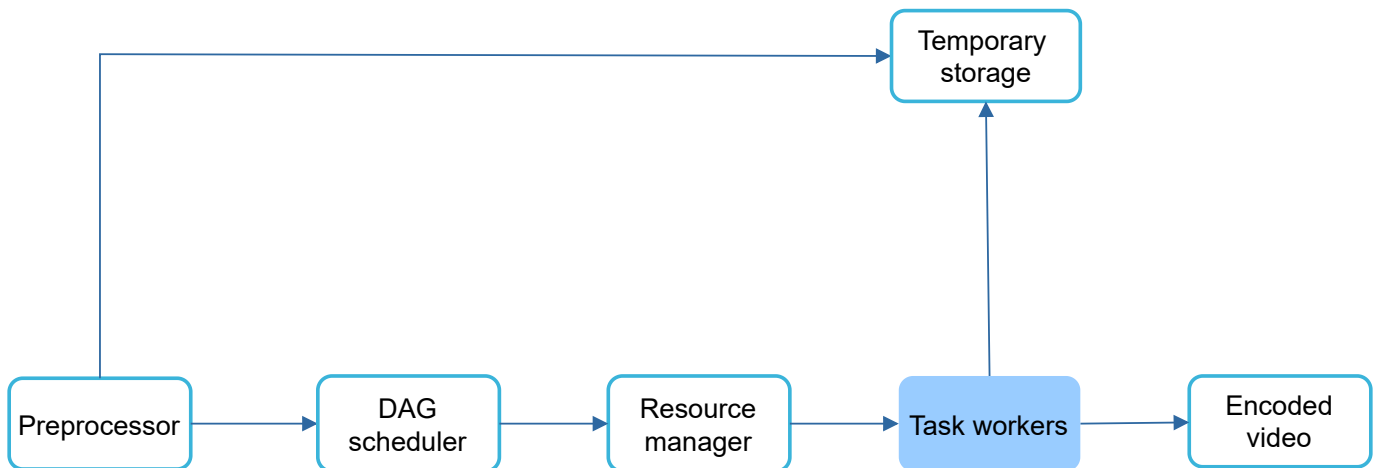 Temporary
storage
Preprocessor
DAG
scheduler
Resource
manager
Task workers
Encoded
video